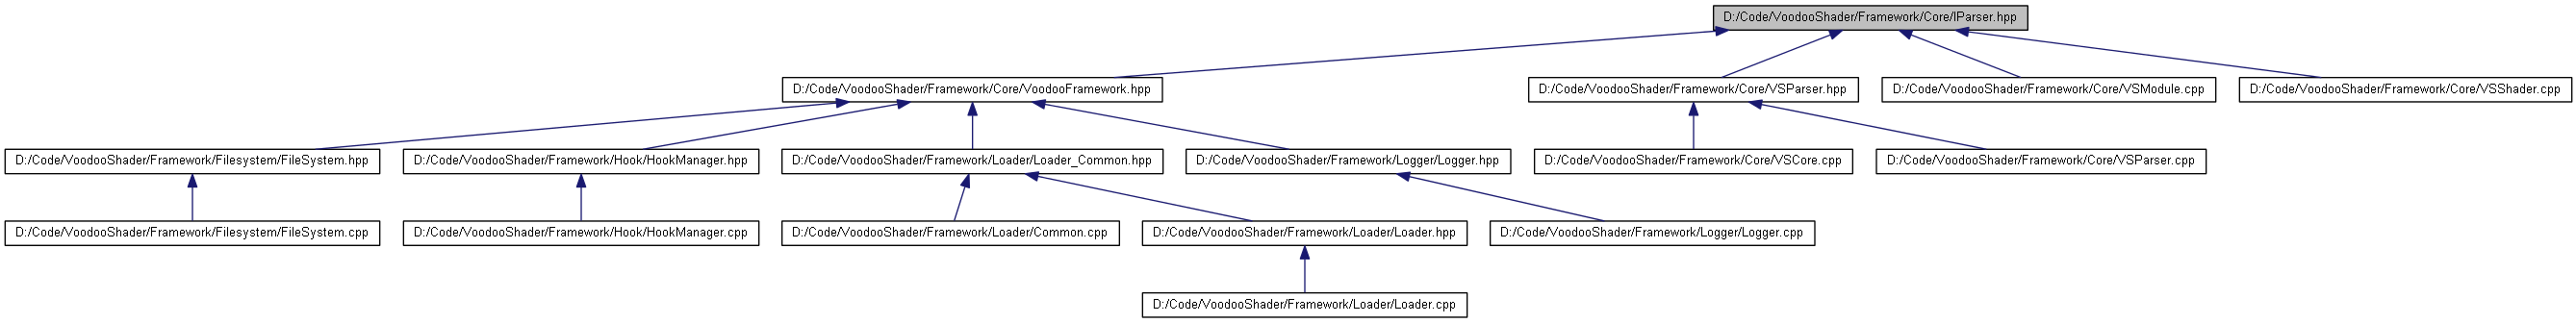 D:/Code/VoodooShader/Framework/Core/IParser.hpp
D:/Code/VoodooShader/Framework/Core/VoodooFramework.hpp
D:/Code/VoodooShader/Framework/Core/VSParser.hpp
D:/Code/VoodooShader/Framework/Core/VSModule.cpp
D:/Code/VoodooShader/Framework/Core/VSShader.cpp
D:/Code/VoodooShader/Framework/Filesystem/FileSystem.hpp
D:/Code/VoodooShader/Framework/Hook/HookManager.hpp
D:/Code/VoodooShader/Framework/Loader/Loader_Common.hpp
D:/Code/VoodooShader/Framework/Logger/Logger.hpp
D:/Code/VoodooShader/Framework/Core/VSCore.cpp
D:/Code/VoodooShader/Framework/Core/VSParser.cpp
D:/Code/VoodooShader/Framework/Filesystem/FileSystem.cpp
D:/Code/VoodooShader/Framework/Hook/HookManager.cpp
D:/Code/VoodooShader/Framework/Loader/Common.cpp
D:/Code/VoodooShader/Framework/Loader/Loader.hpp
D:/Code/VoodooShader/Framework/Logger/Logger.cpp
D:/Code/VoodooShader/Framework/Loader/Loader.cpp